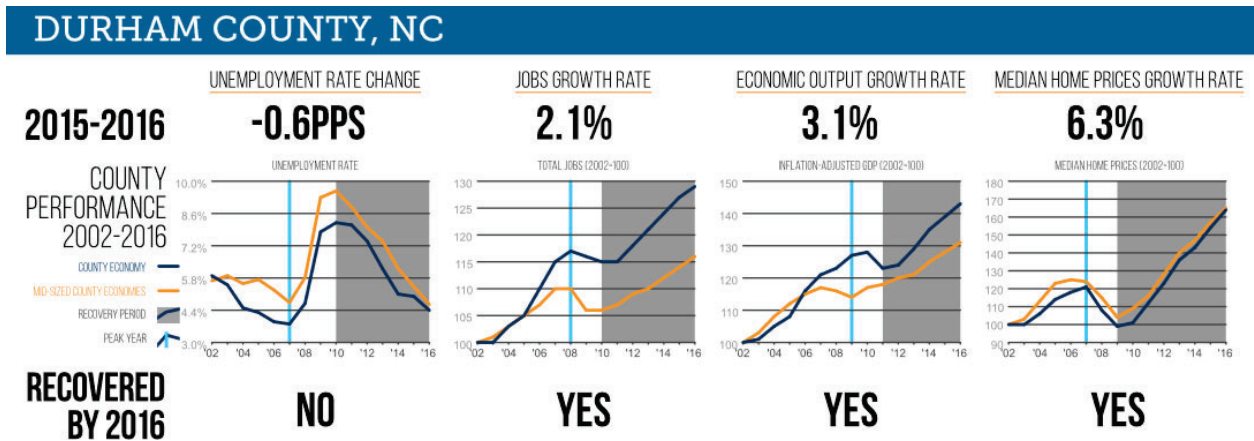 DURHAM COUNTY, NC
UNEMPLOYMENT RATE CHANGE
JOBS GROWTH RATE
ECONOMIC OUTPUT GROWTH RATE
MEDIAN HOME PRICES GROWTH RATE
2015-2016
-0.6PPS
2.1%
3.1%
6.3%
COUNTY
PERFORMANCE
2002-2016
COUNTY ECONOMY
MID-SIZED COUNTY ECONOMIES
RECOVERY PERIOD
PEAK YEAR
UNEMPLOYMENT RATE
10.0%
8.6%
7.2%
5.8%
4.4%
3.0%
'02 '04 '06 '08 '10 '12 '14 '16
TOTAL JOBS (2002=100)
130
125
120
115
110
105
100
'02 '04 '06 '08 '10 '12 '14 '16
INFLATION-ADJUSTED GDP (2002=100)
150
140
130
120
110
100
'02 '04 '06 '08 '10 '12 '14 '16
MEDIAN HOME PRICES (2002=100)
180
170
160
150
140
130
120
110
100
90
'02 '04 '06 '08 '10 '12 '14 '16
RECOVERED
BY 2016
NO
YES
YES
YES